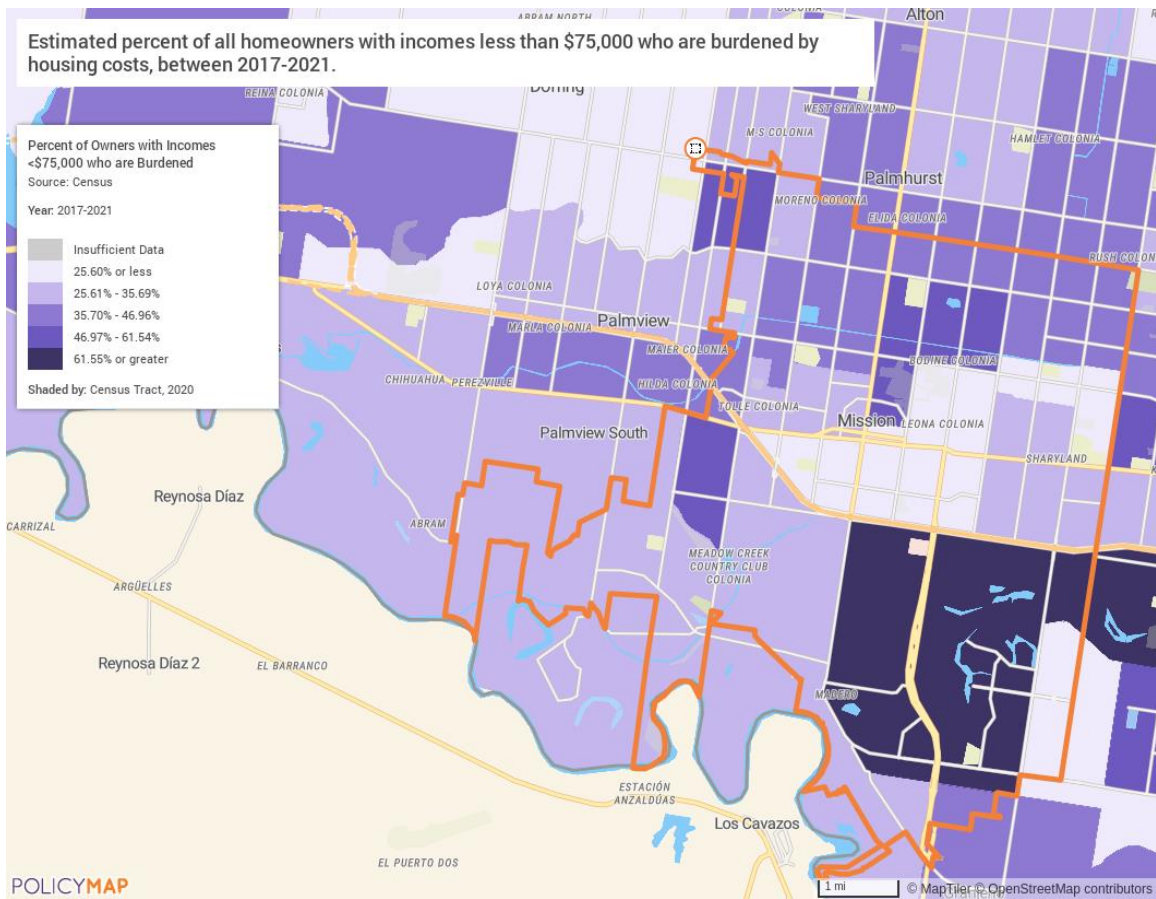 ABRAM NORTH
COLONIA
Alton
Estimated percent of all homeowners with incomes less than $75,000 who are burdened by
housing costs, between 2017-2021.
Doffing
REINA COLONIA
WEST SHARYLAND
M S COLONIA
HAMLET COLONIA
Percent of Owners with Incomes
<$75,000 who are Burdened
Source: Census
Year: 2017-2021
Insufficient Data
25.60% or less
25.61% - 35.69%
35.70% - 46.96%
46.97% - 61.54%
61.55% or greater
Shaded by: Census Tract, 2020
Palmhurst
MORENO COLONIA
ELIDA COLONIA
RUSH COLON
LOYA COLONIA
Palmview
MARLA COLONIA
MAIER COLONIA
BODINE COLONIA
CHIHUAHUA
PEREZVILLE
HILDA COLONIA
TOLLE COLONIA
Mission
LEONA COLONIA
Palmview South
SHARYLAND
Reynosa Díaz
CARRIZAL
ABRAM
MEADOW CREEK
COUNTRY CLUB
COLONIA
ARGÜELLES
Reynosa Díaz 2
EL BARRANCO
MADERO
ESTACIÓN
ANZALDÚAS
Los Cavazos
EL PUERTO DOS
POLICYMAP
1 mi
© MapTiler © OpenStreetMap contributors